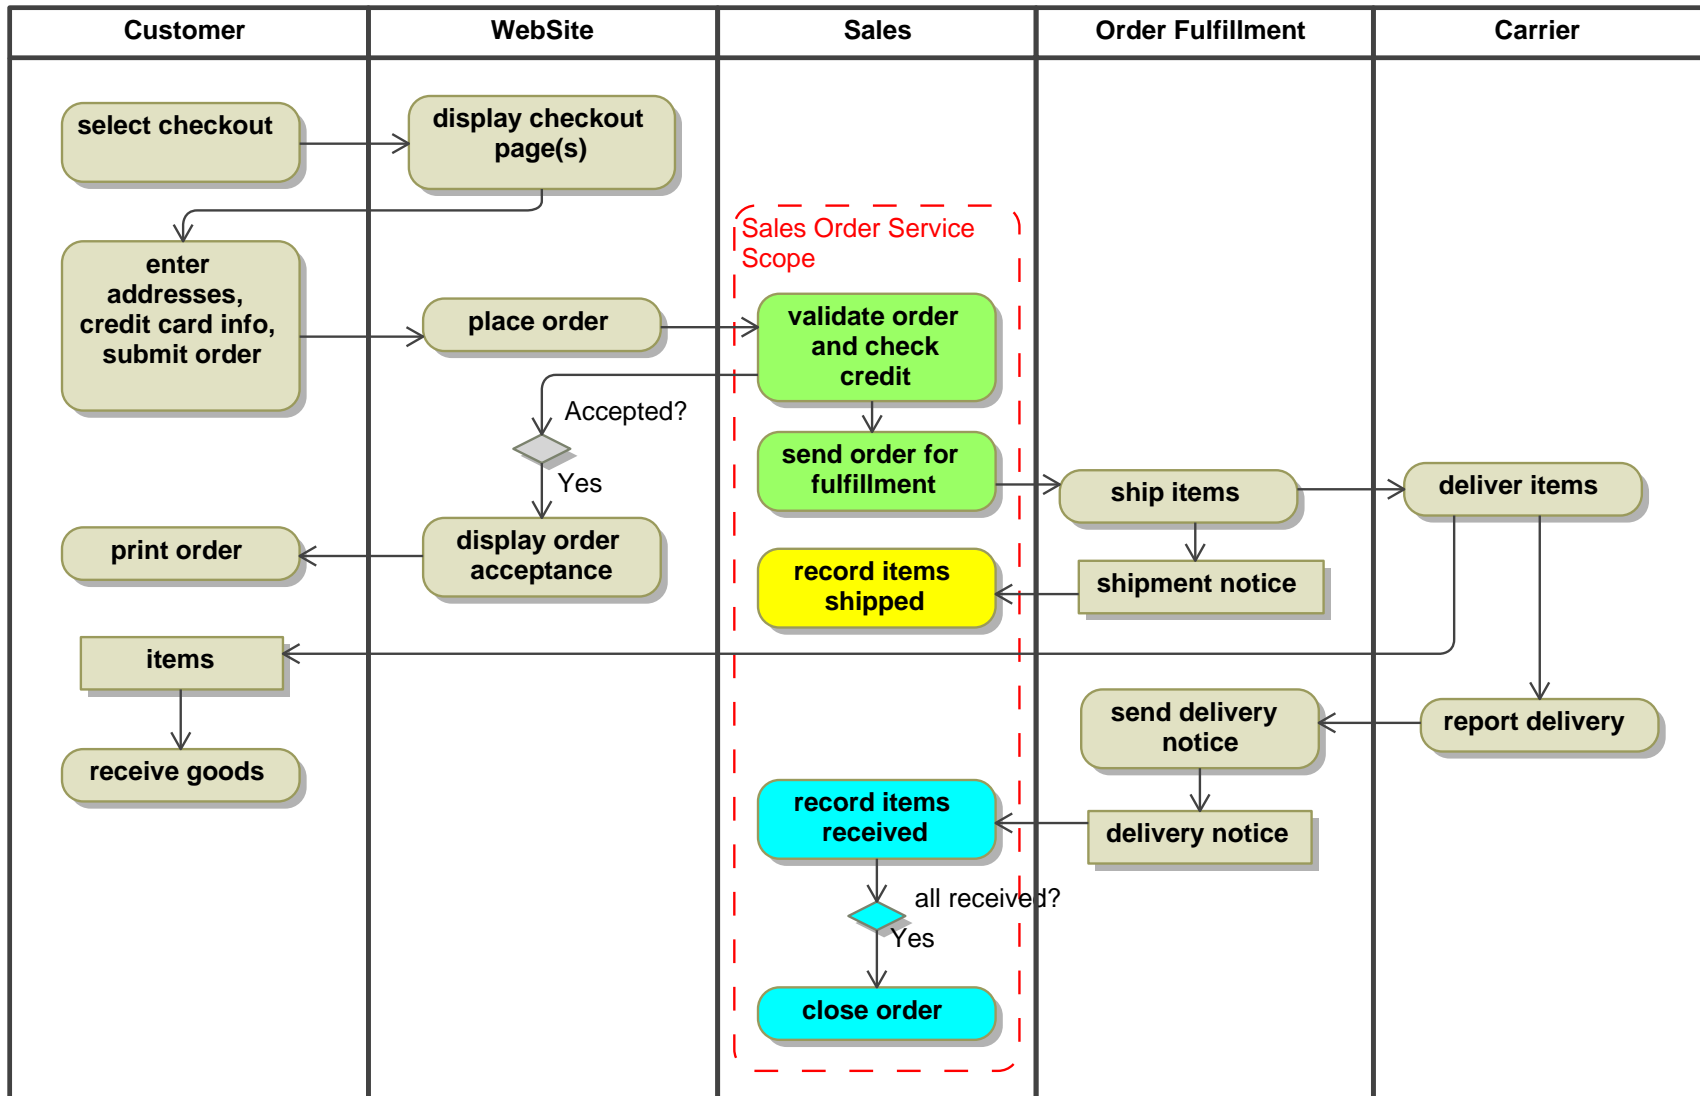 Customer
WebSite
Sales
Order Fulfillment
Carrier
select checkout
display checkout
page(s)
Sales Order Service
Scope
enter
addresses,
credit card info,
submit order
place order
validate order
and check
credit
Accepted?
Yes
send order for
fulfillment
ship items
deliver items
print order
display order
acceptance
record items
shipped
shipment notice
items
send delivery
notice
report delivery
receive goods
record items
received
delivery notice
all received?
Yes
close order